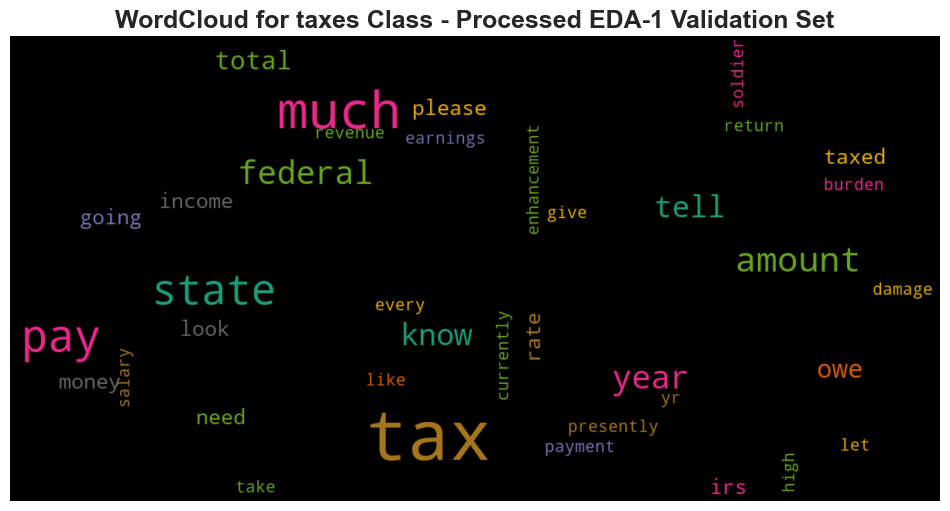 WordCloud for taxes Class - Processed EDA-1 Validation Set
total
soldier
much
please
revenue
earnings
return
enhancement
federal
taxed
burden
income
going
give
tell
amount
state
damage
every
look
know
currently
rate
pay
salary
money
like
year
owe
yr
need
tax
presently
payment
let
high
take
irs